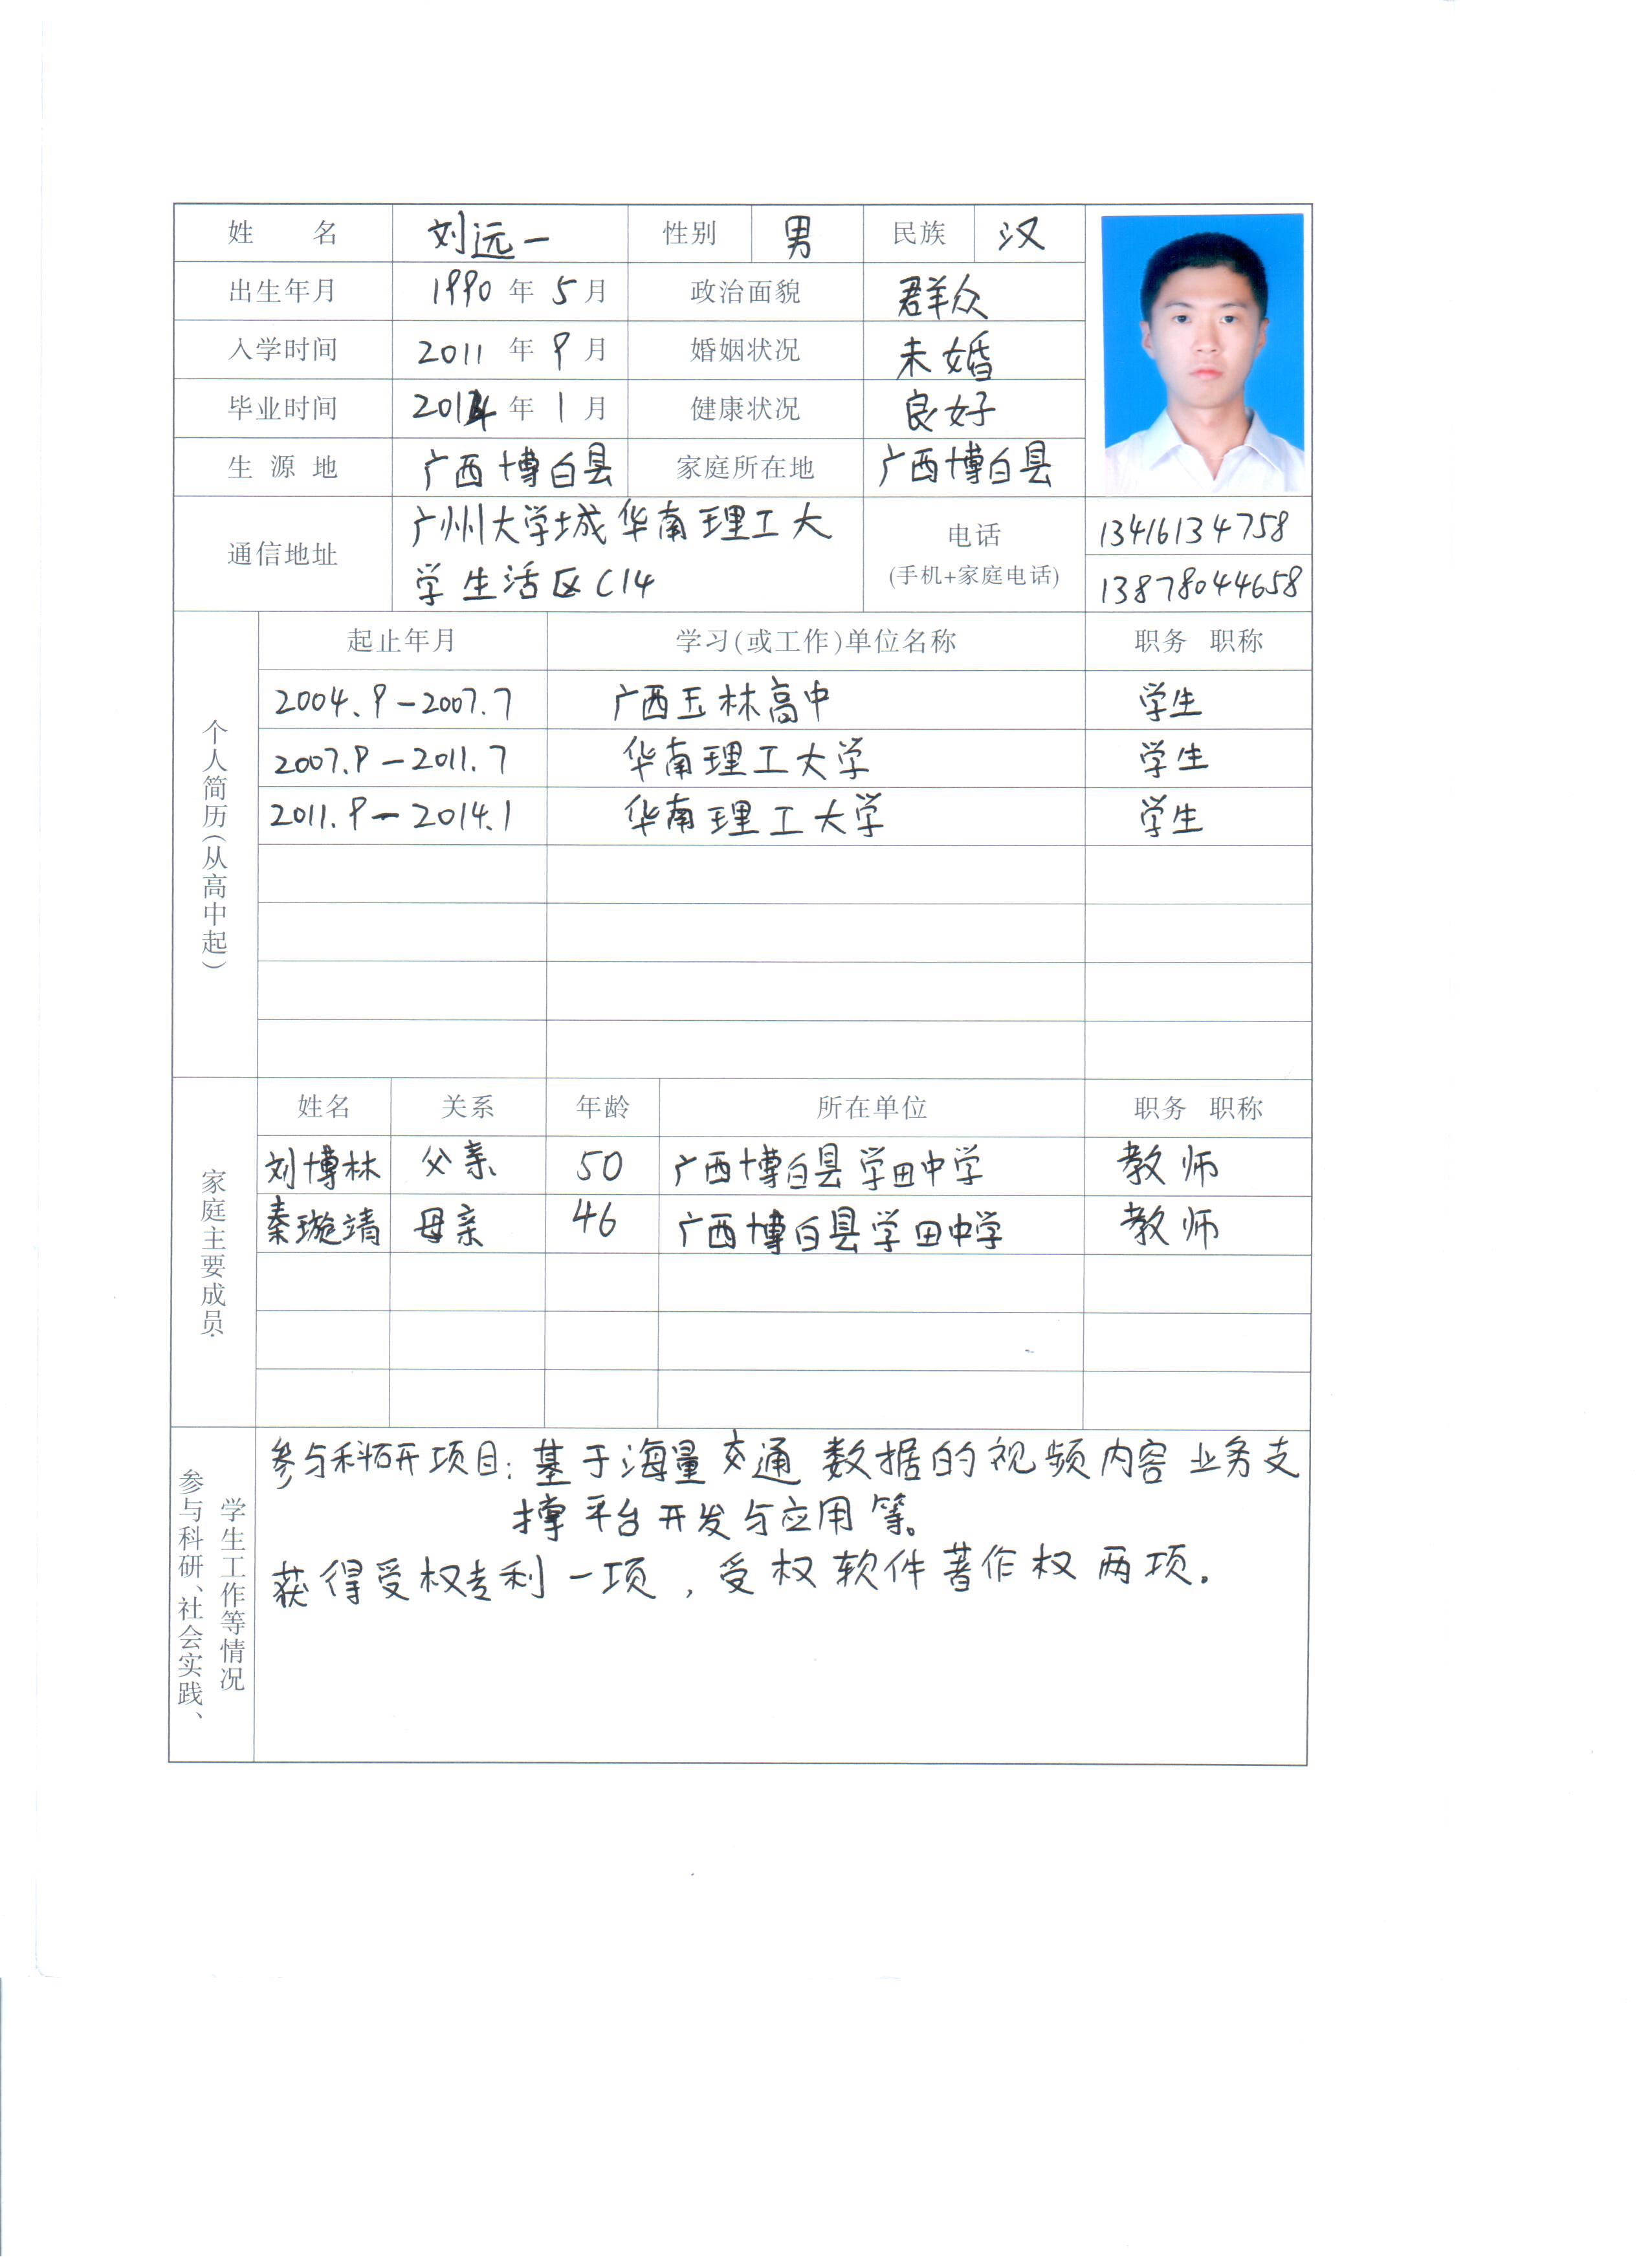 姓 名 刘远一 性别 男 民族 汉
出生年月 1990 年 5 月 政治面貌 群众
入学时间 2011 年 9 月 婚姻状况 未婚
毕业时间 2014 年 1 月 健康状况 良好
生 源 地 广西博白县 家庭所在地 广西博白县
通信地址 广州大学城华南理工大
学生活区C14
电话
(手机+家庭电话)
13416134758
13878044658
个人简历(从高中起)
起止年月 学习(或工作)单位名称 职务 职称
2004.9-2007.7 广西玉林高中 学生
2007.9-2011.7 华南理工大学 学生
2011.9-2014.1 华南理工大学 学生
家庭主要成员
姓名 关系 年龄 所在单位 职务 职称
刘博林 父亲 50 广西博白县学田中学 教师
秦璇靖 母亲 46 广西博白县学田中学 教师
参与科研、社会实践、
学生工作等情况
参与科研项目:基于海量交通数据的视频内容业务支
撑平台开发与应用等。
获得受权专利一项,受权软件著作权两项.